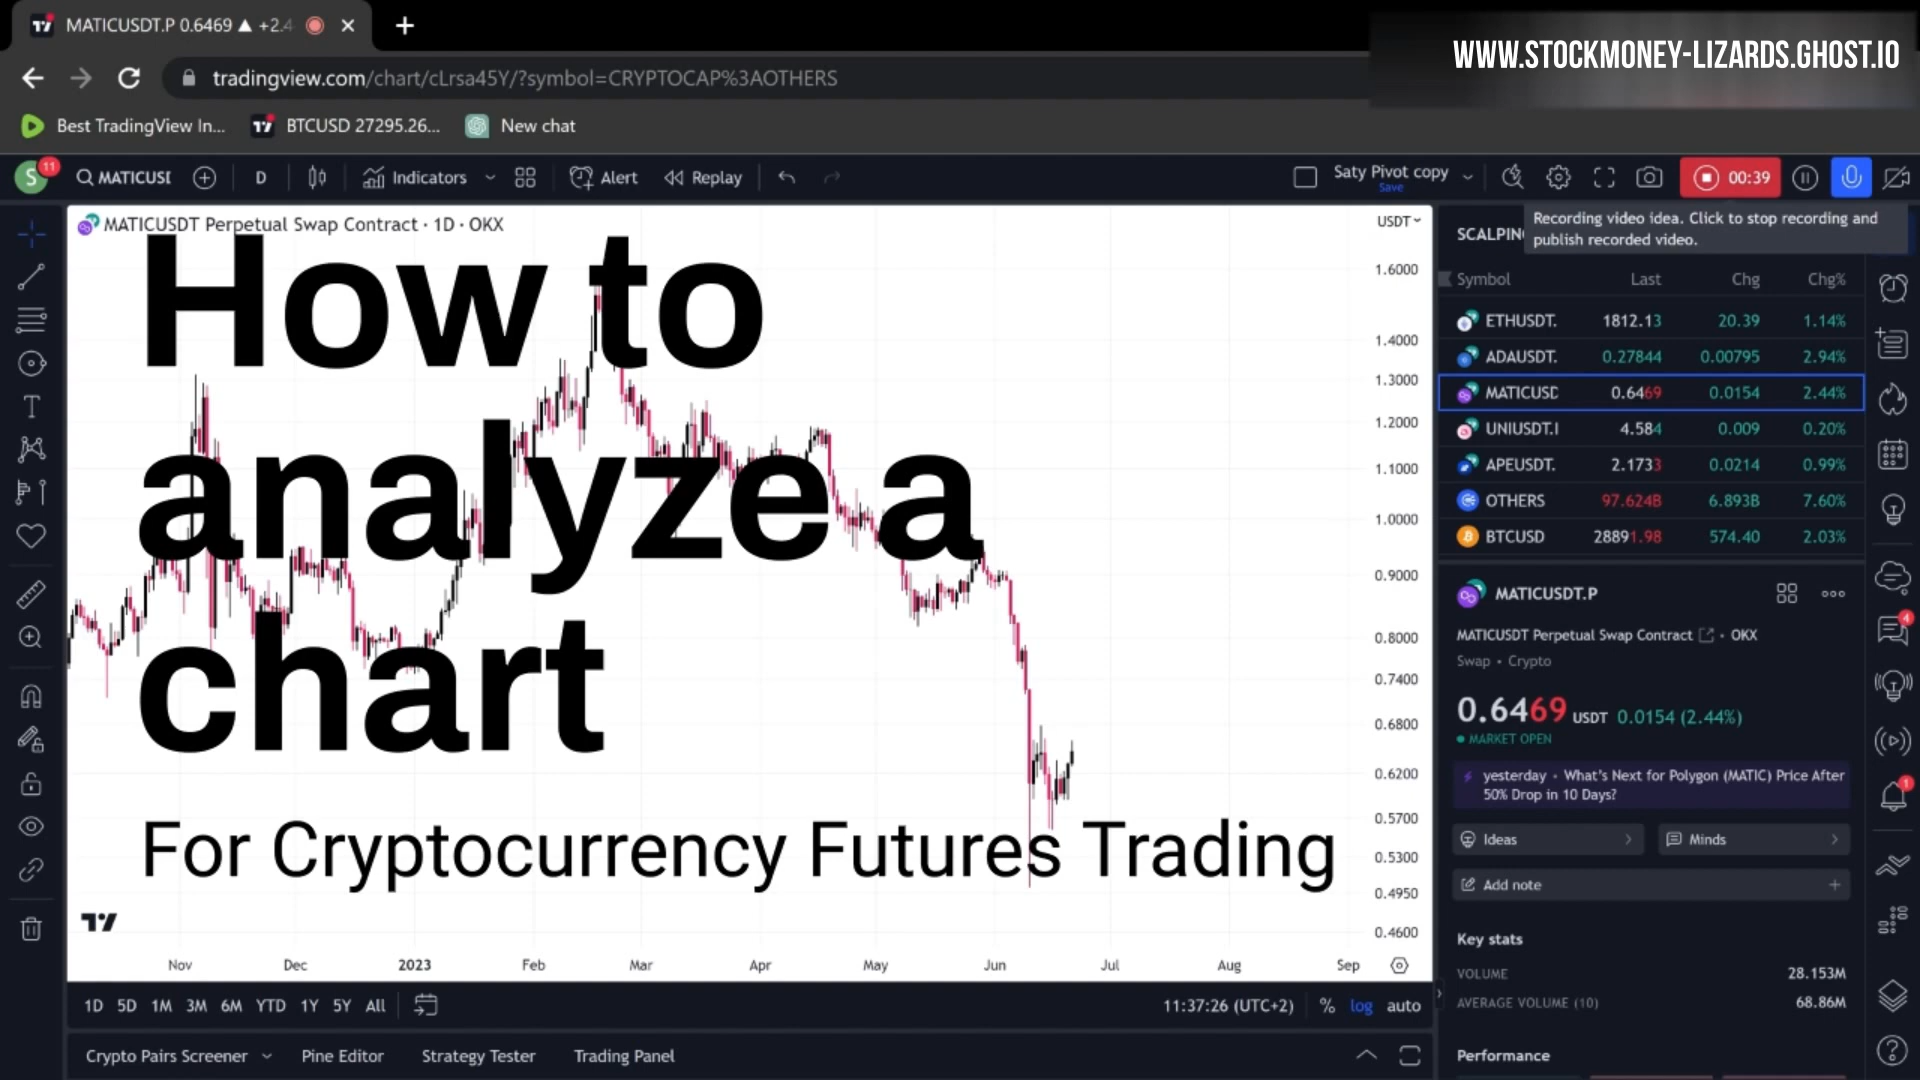 MATICUSDT.P 0.6469 ▲ +2.4
WWW.STOCKMONEY-LIZARDS.GHOST.IO
tradingview.com/chart/cLrsa45Y/?symbol=CRYPTOCAP%3AOTHERS
Best TradingView In... BTCUSD 27295.26... New chat
S 11 MATICUSI D Indicators Alert Replay Saty Pivot copy 00:39
Save
MATICUSDT Perpetual Swap Contract · 1D · OKX
USDT
How to
analyze a
chart
For Cryptocurrency Futures Trading
1.6000
1.4000
1.3000
1.2000
1.1000
1.0000
0.9000
0.8000
0.7400
0.6800
0.6200
0.5700
0.5300
0.4950
0.4600
Nov Dec 2023 Feb Mar Apr May Jun Jul Aug Sep
1D 5D 1M 3M 6M YTD 1Y 5Y All 11:37:26 (UTC+2) % log auto
Crypto Pairs Screener Pine Editor Strategy Tester Trading Panel
SCALPIN
Recording video idea. Click to stop recording and
publish recorded video.
Symbol Last Chg Chg%
ETHUSDT. 1812.13 20.39 1.14%
ADAUSDT. 0.27844 0.00795 2.94%
MATICUSD 0.6469 0.0154 2.44%
UNIUSDT.I 4.584 0.009 0.20%
APEUSDT. 2.1733 0.0214 0.99%
OTHERS 97.624B 6.893B 7.60%
BTCUSD 28891.98 574.40 2.03%
MATICUSDT.P
MATICUSDT Perpetual Swap Contract · OKX
Swap • Crypto
0.6469 USDT 0.0154 (2.44%)
MARKET OPEN
yesterday • What's Next for Polygon (MATIC) Price After
50% Drop in 10 Days?
Ideas Minds
Add note
Key stats
VOLUME 28.153M
AVERAGE VOLUME (10) 68.86M
Performance
4
1